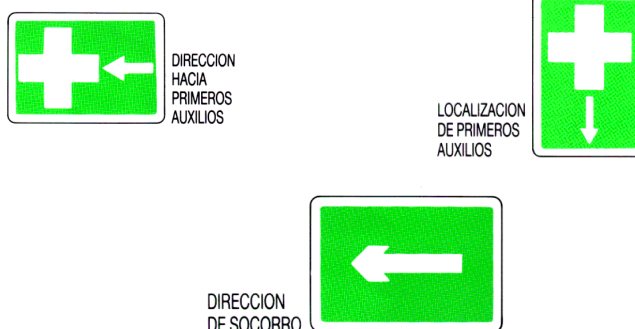 DIRECCION
HACIA
PRIMEROS
AUXILIOS
LOCALIZACION
DE PRIMEROS
AUXILIOS
DIRECCION
DE SOCORRO